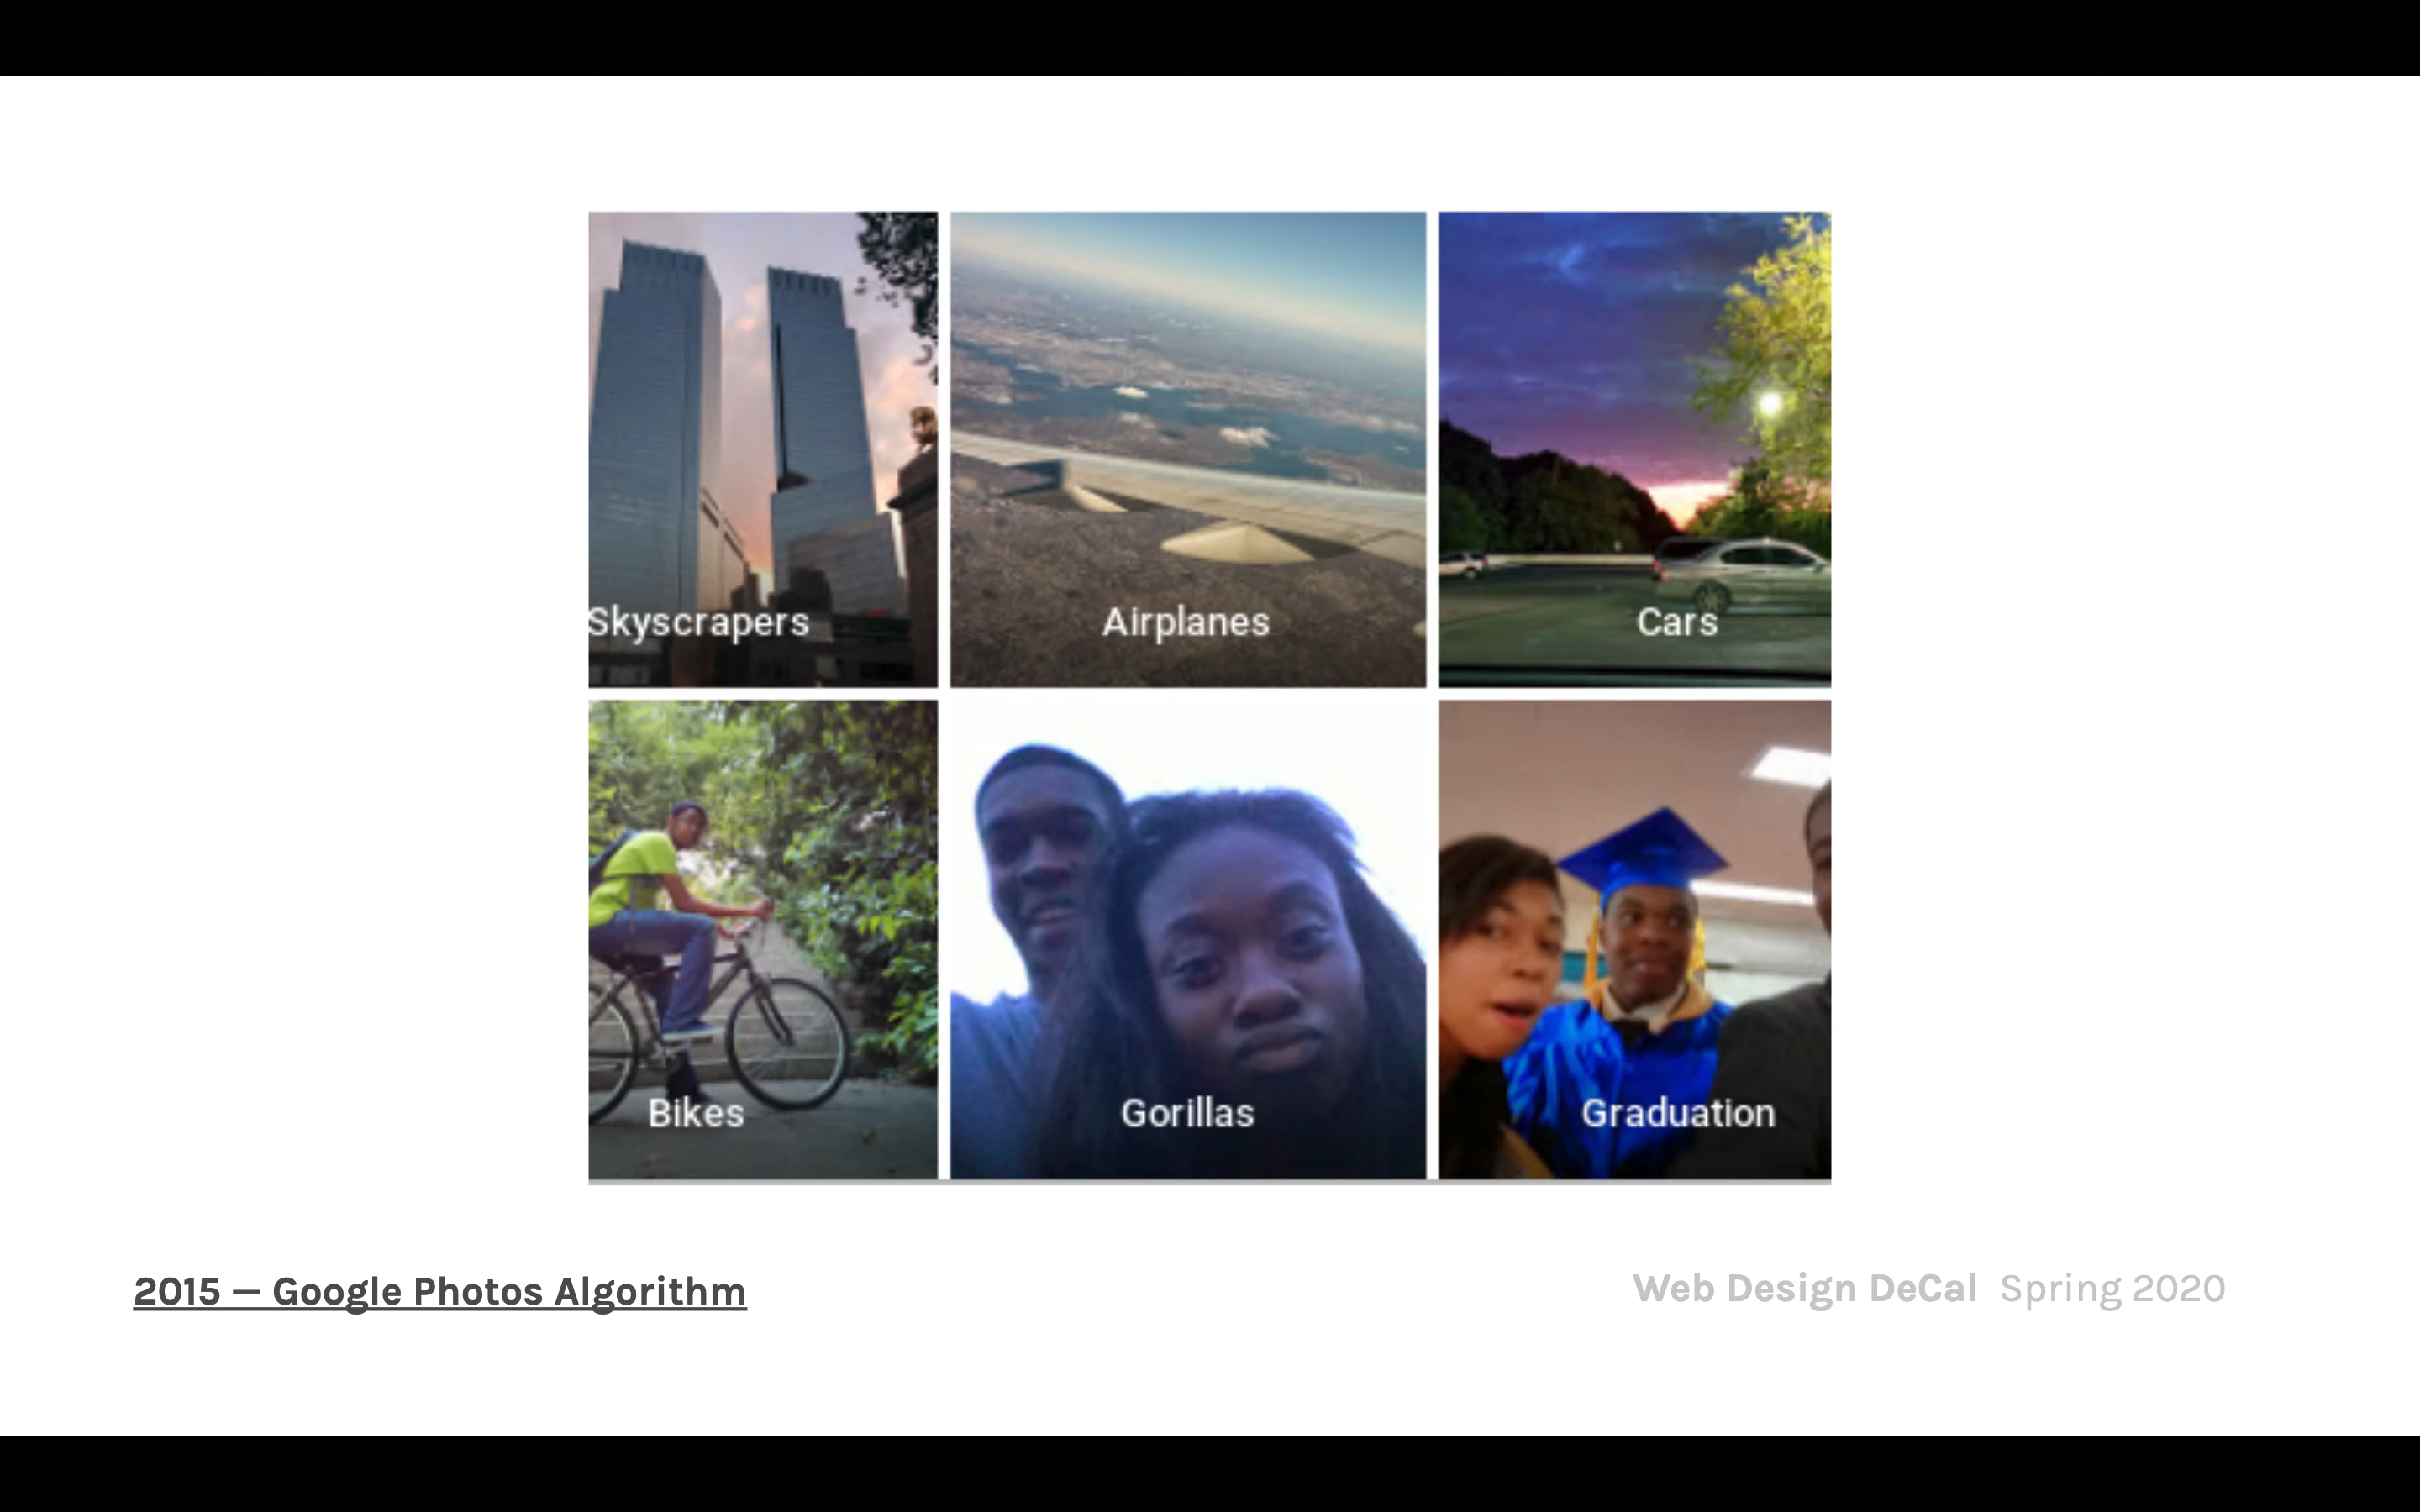 Skyscrapers
Airplanes
Cars
Bikes
Gorillas
Graduation
2015 — Google Photos Algorithm
Web Design DeCal Spring 2020